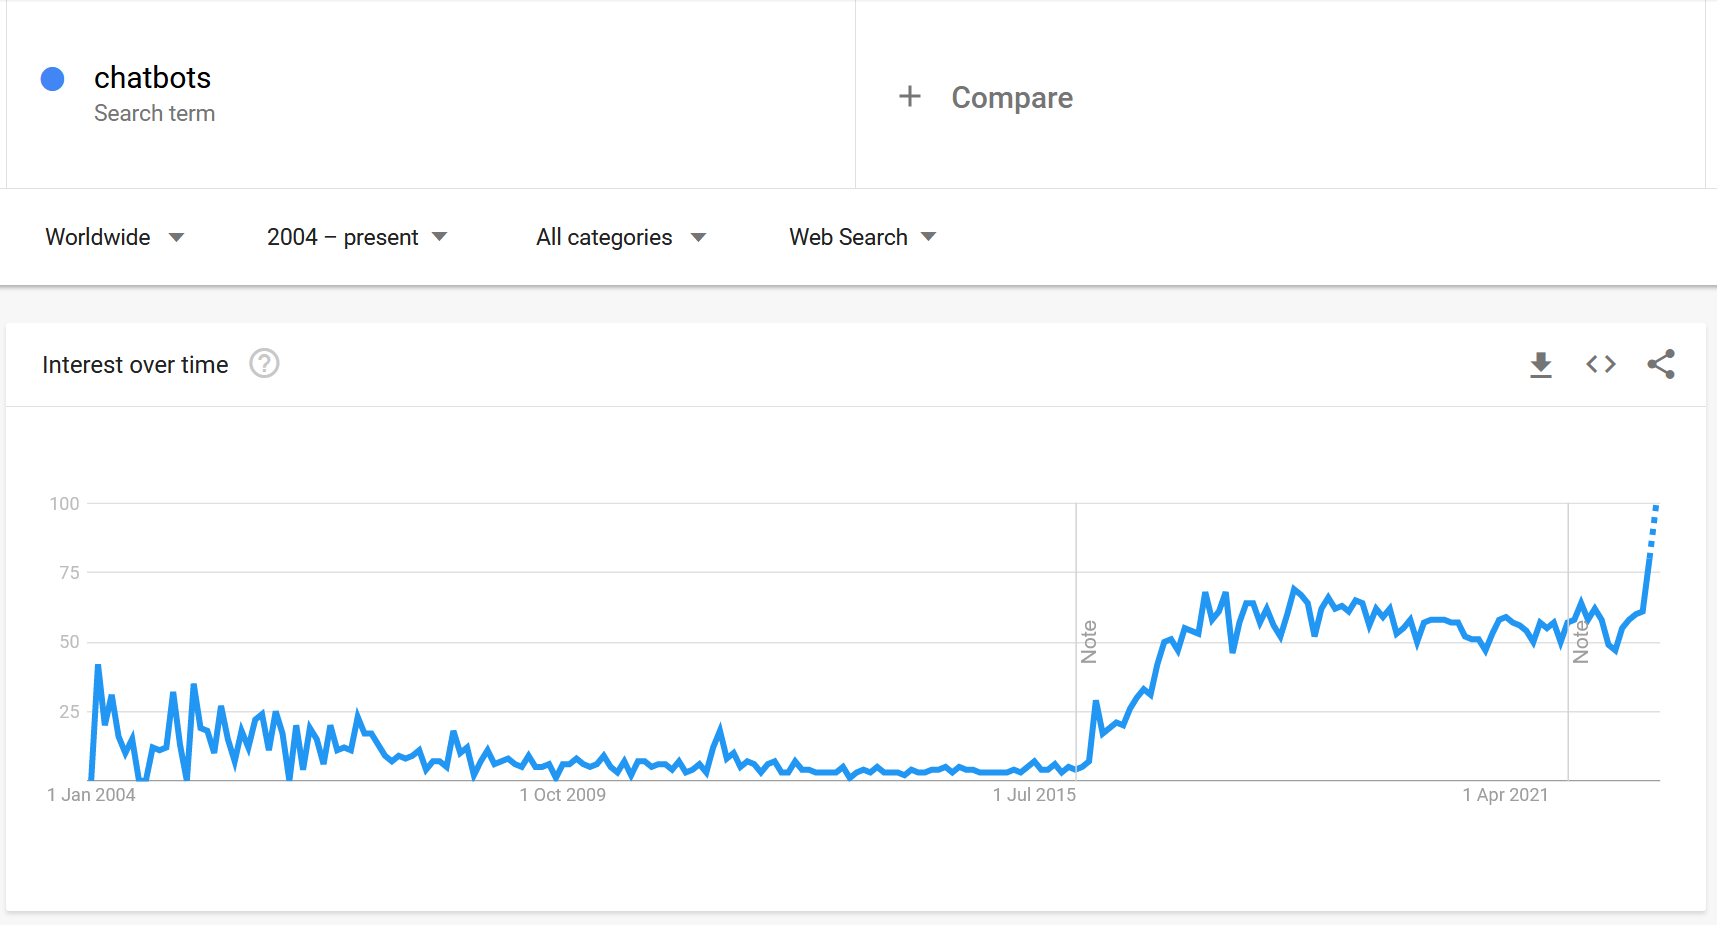 chatbots
Search term
+ Compare
Worldwide
2004 – present
All categories
Web Search
Interest over time
?
100
75
50
25
Note
Note
1 Jan 2004
1 Oct 2009
1 Jul 2015
1 Apr 2021